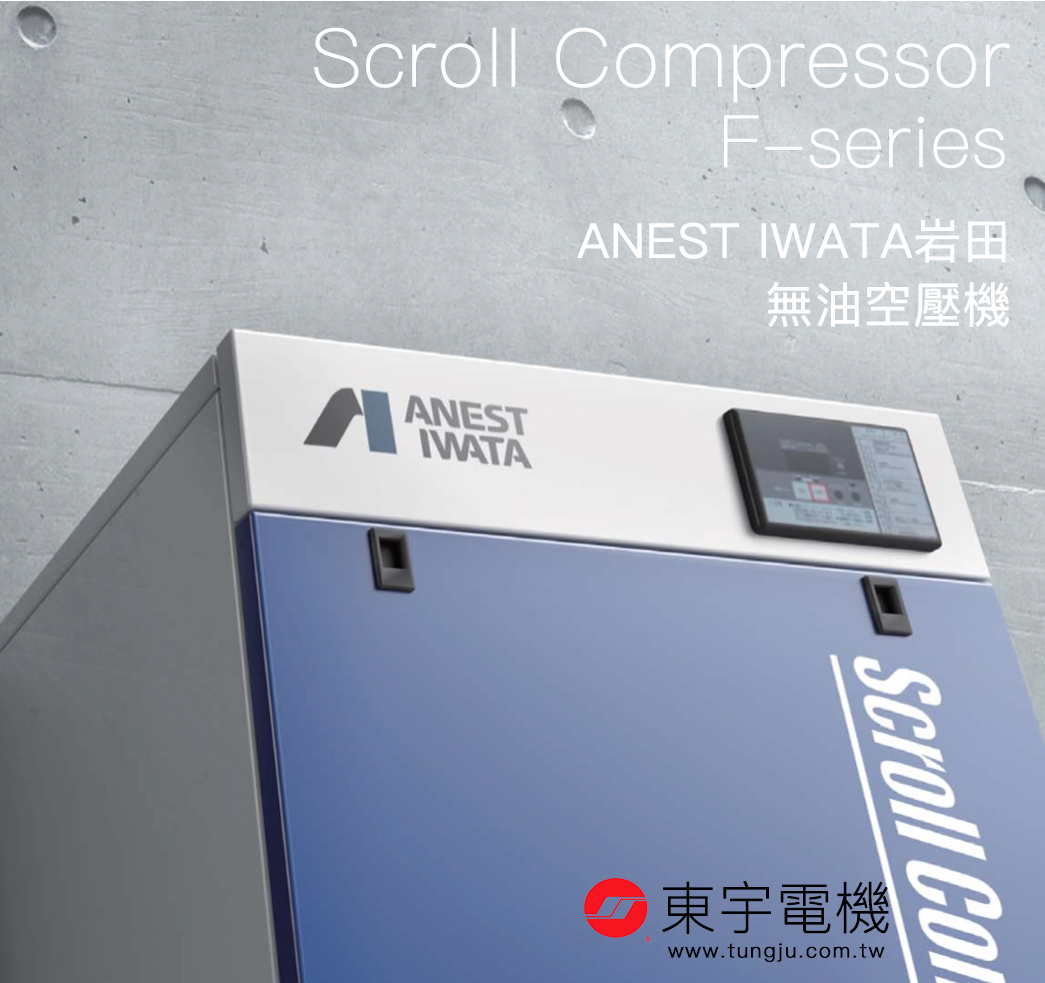 Scroll Compressor
F-series
ANEST IWATA岩田
無油空壓機
ANEST
IWATA
Scroll Co
東宇電機
www.tungju.com.tw